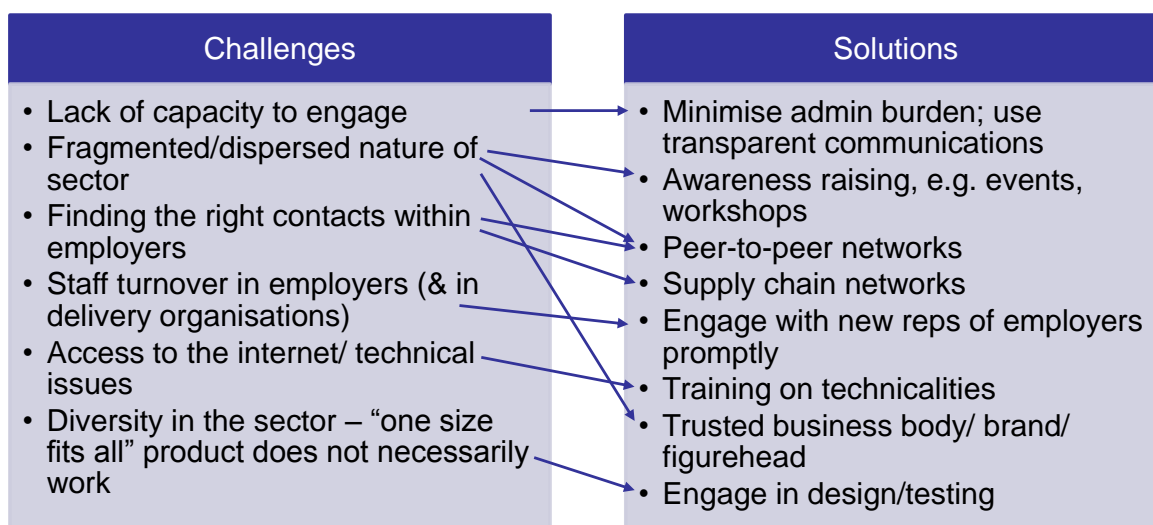 Challenges
• Lack of capacity to engage
• Fragmented/dispersed nature of
sector
• Finding the right contacts within
employers
• Staff turnover in employers (& in
delivery organisations)
• Access to the internet/ technical
issues
• Diversity in the sector – “one size
fits all” product does not necessarily
work
Solutions
• Minimise admin burden; use
transparent communications
• Awareness raising, e.g. events,
workshops
• Peer-to-peer networks
• Supply chain networks
• Engage with new reps of employers
promptly
• Training on technicalities
• Trusted business body/ brand/
figurehead
• Engage in design/testing